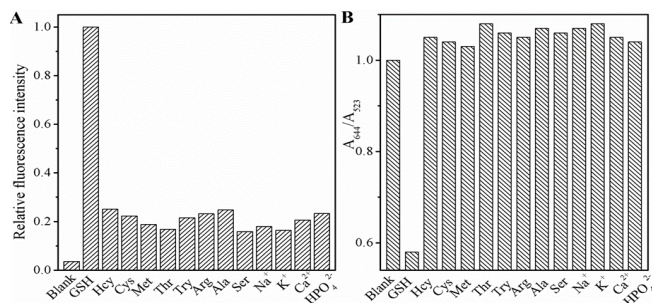 A
Relative fluorescence intensity
1.0
0.8
0.6
0.4
0.2
0.0
Blank
GSH
Hcy
Cys
Met
Thr
Try
Arg
Ala
Ser
Na⁺
K⁺
Ca²⁺
HPO₄²⁻
B
A₆₄₄/A₅₂₃
1.0
0.8
0.6
Blank
GSH
Hcy
Cys
Met
Thr
Try
Arg
Ala
Ser
Na⁺
K⁺
Ca²⁺
HPO₄²⁻